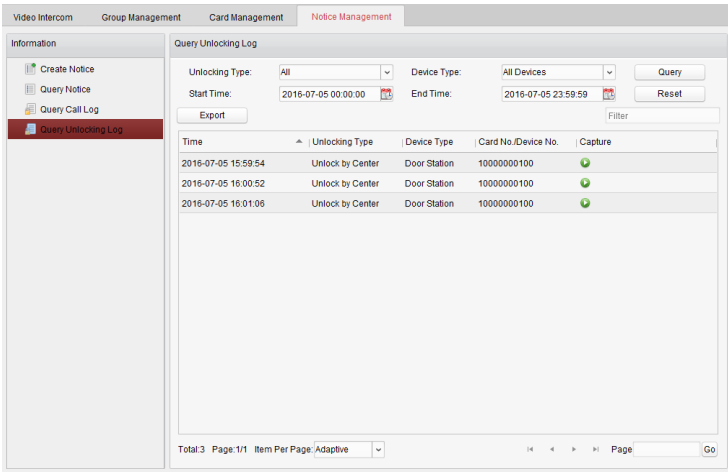 Video Intercom Group Management Card Management Notice Management
Information
Create Notice
Query Notice
Query Call Log
Query Unlocking Log
Query Unlocking Log
Unlocking Type: All Device Type: All Devices Query
Start Time: 2016-07-05 00:00:00 End Time: 2016-07-05 23:59:59 Reset
Export Filter
Time Unlocking Type Device Type Card No./Device No. Capture
2016-07-05 15:59:54 Unlock by Center Door Station 10000000100
2016-07-05 16:00:52 Unlock by Center Door Station 10000000100
2016-07-05 16:01:06 Unlock by Center Door Station 10000000100
Total:3 Page:1/1 Item Per Page: Adaptive Page Go